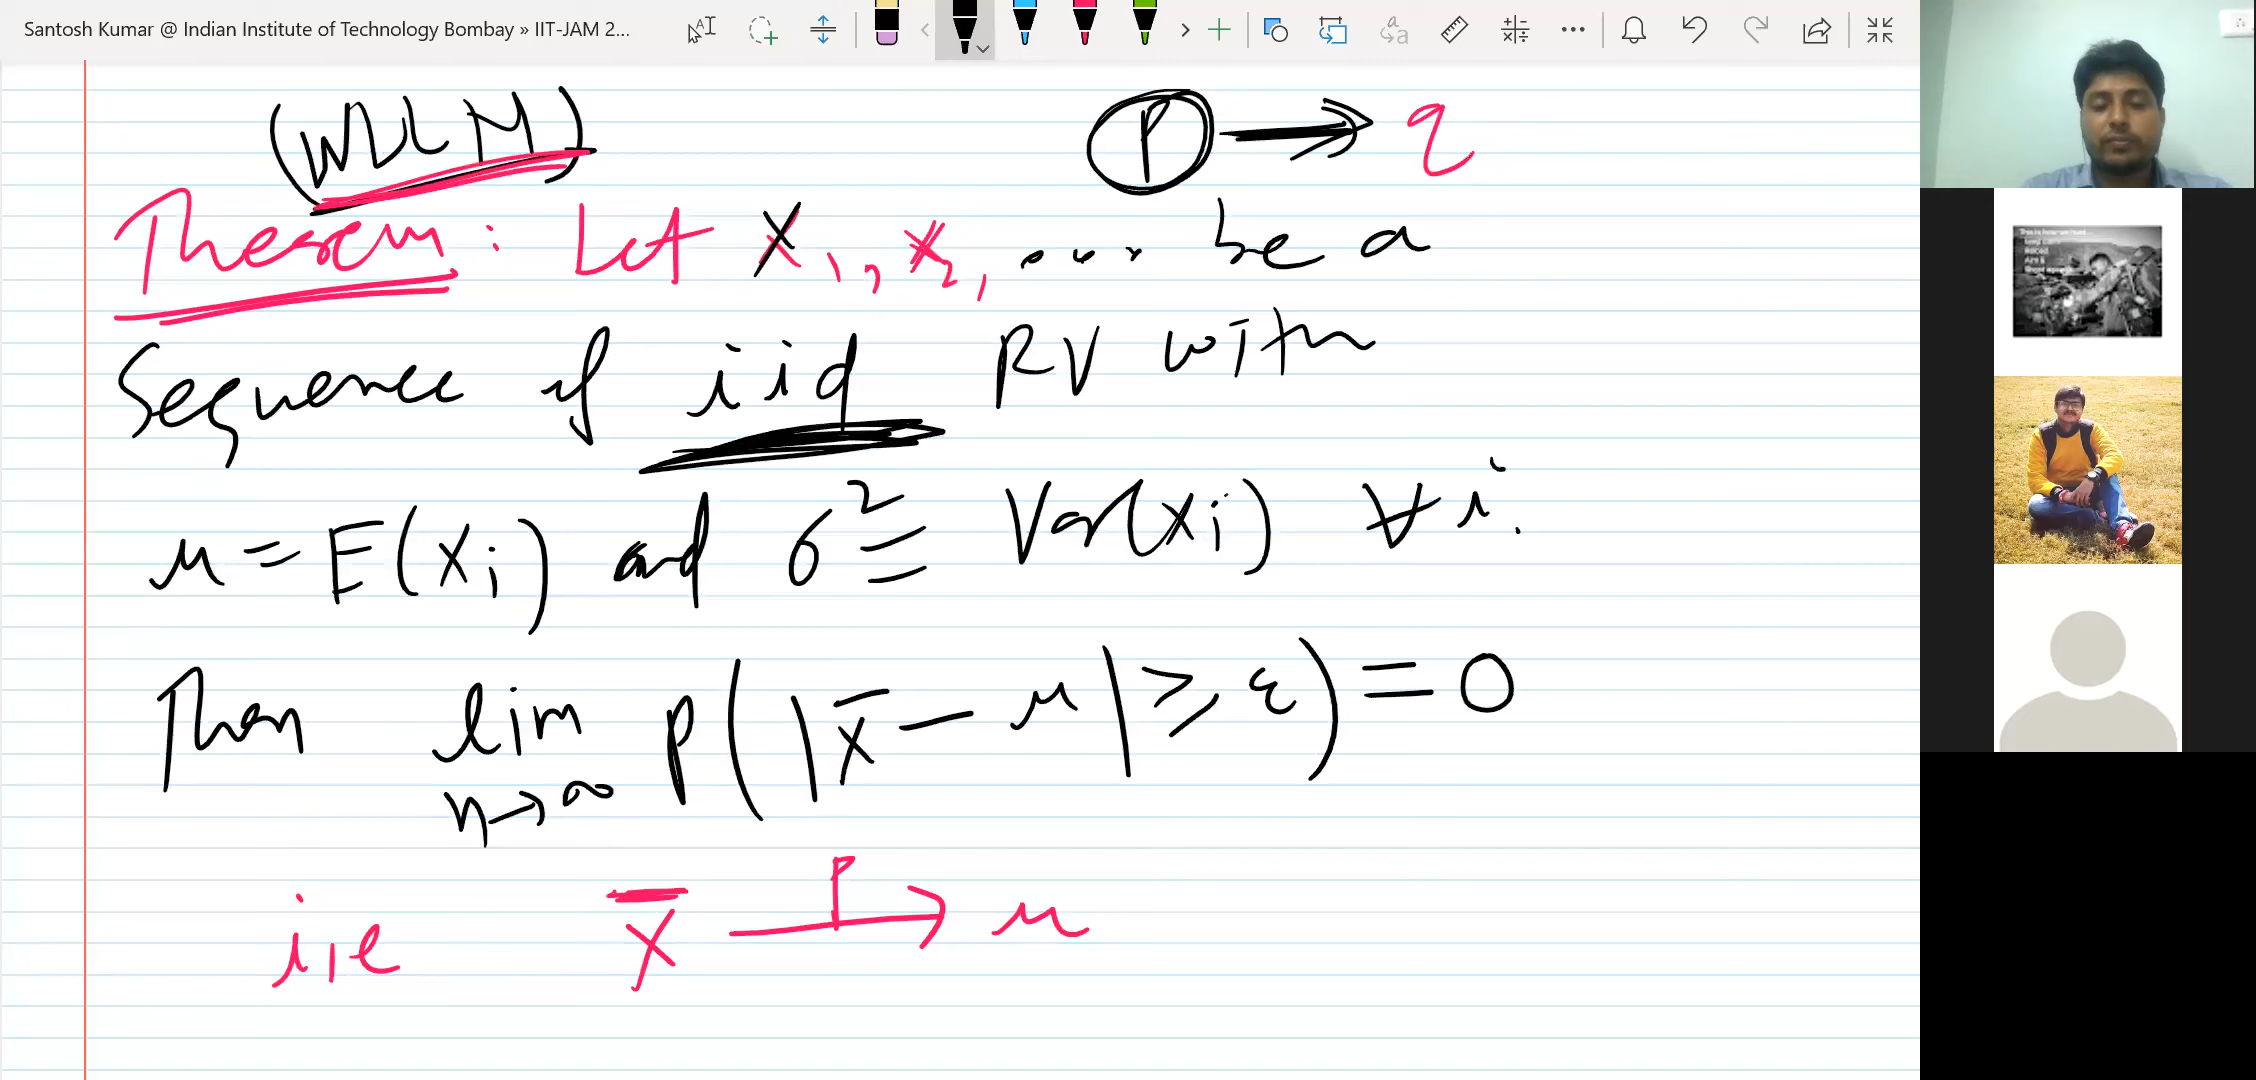 Santosh Kumar @ Indian Institute of Technology Bombay » IIT-JAM 2...
(WLLN)
P ⟹ q
Theorem : Let X₁, X₂, .... be a
Sequence of iid RV with
μ = E(Xi) and σ² = Var(Xi) ∀ i.
Then lim n→∞ P(|X̄ − μ| ≥ ε) = 0
i.e X̄ —P→ μ